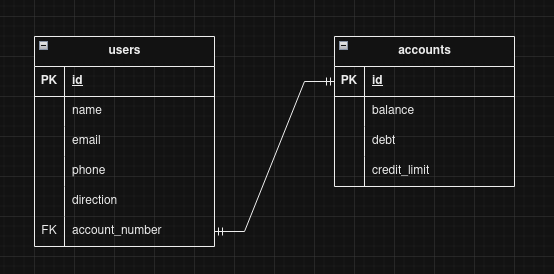 users
PK id
name
email
phone
direction
FK account_number
accounts
PK id
balance
debt
credit_limit